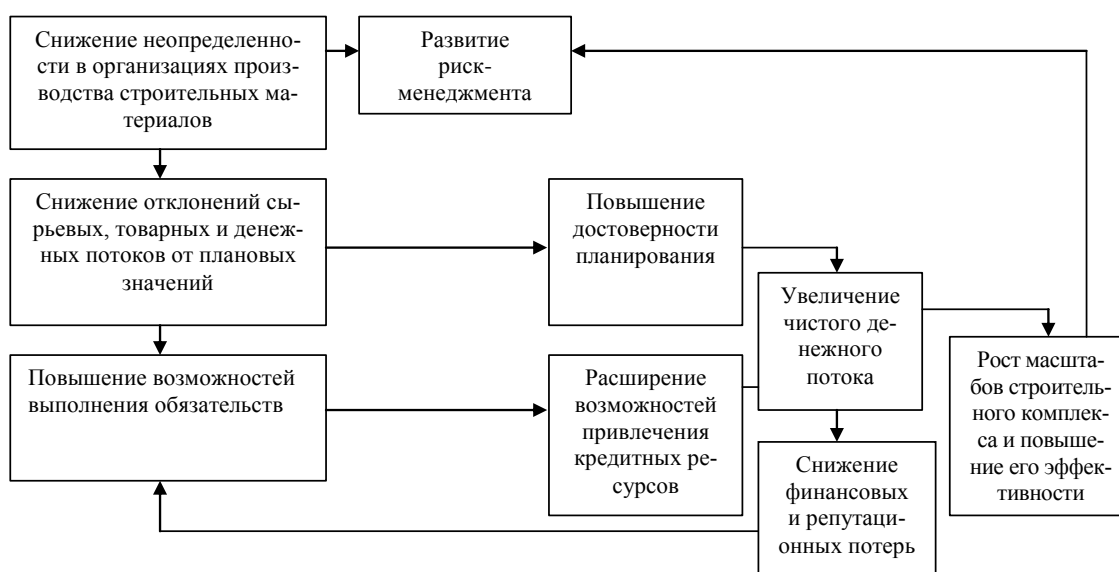 Снижение неопределенно-
сти в организациях произ-
водства строительных ма-
териалов
Развитие
риск-
менеджмента
Снижение отклонений сы-
рьевых, товарных и денеж-
ных потоков от плановых
значений
Повышение
достоверности
планирования
Увеличение
чистого де-
нежного
потока
Повышение возможностей
выполнения обязательств
Расширение
возможностей
привлечения
кредитных ре-
сурсов
Рост масшта-
бов строитель-
ного комплек-
са и повыше-
ние его эффек-
тивности
Снижение
финансовых
и репутаци-
онных потерь